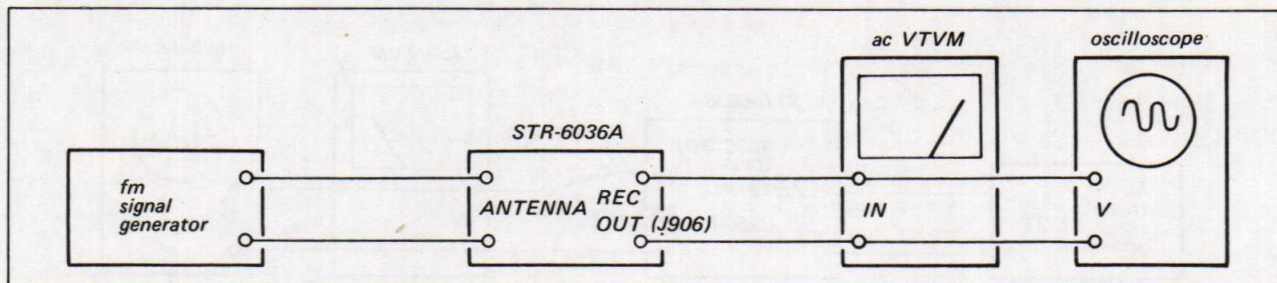 ac VTVM
oscilloscope
STR-6036A
fm
signal
generator
ANTENNA
REC
OUT (J906)
IN
V